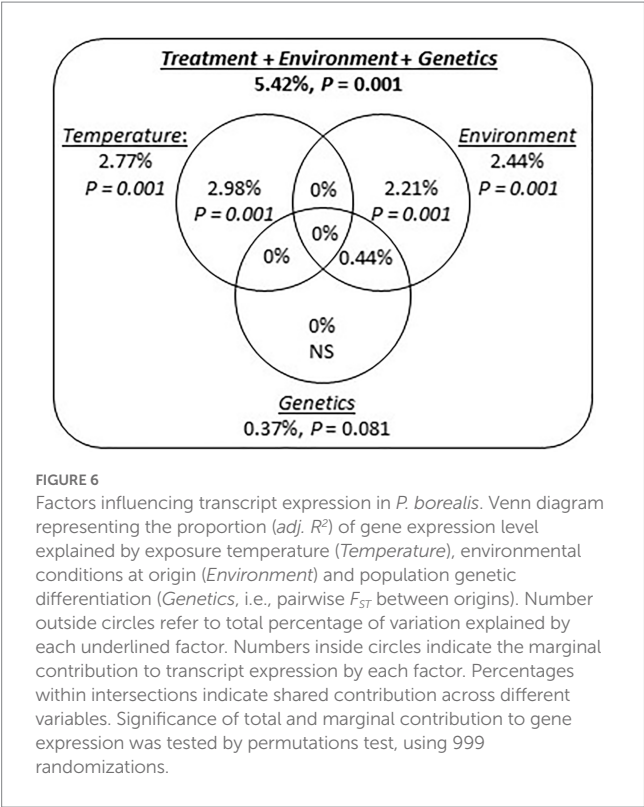 Treatment + Environment + Genetics
5.42%, P = 0.001
Temperature:
2.77%
P = 0.001
Environment
2.44%
P = 0.001
2.98%
P = 0.001
0%
2.21%
P = 0.001
0%
0%
0.44%
0%
NS
Genetics
0.37%, P = 0.081
FIGURE 6
Factors influencing transcript expression in P. borealis. Venn diagram
representing the proportion (adj. R²) of gene expression level
explained by exposure temperature (Temperature), environmental
conditions at origin (Environment) and population genetic
differentiation (Genetics, i.e., pairwise FST between origins). Number
outside circles refer to total percentage of variation explained by
each underlined factor. Numbers inside circles indicate the marginal
contribution to transcript expression by each factor. Percentages
within intersections indicate shared contribution across different
variables. Significance of total and marginal contribution to gene
expression was tested by permutations test, using 999
randomizations.